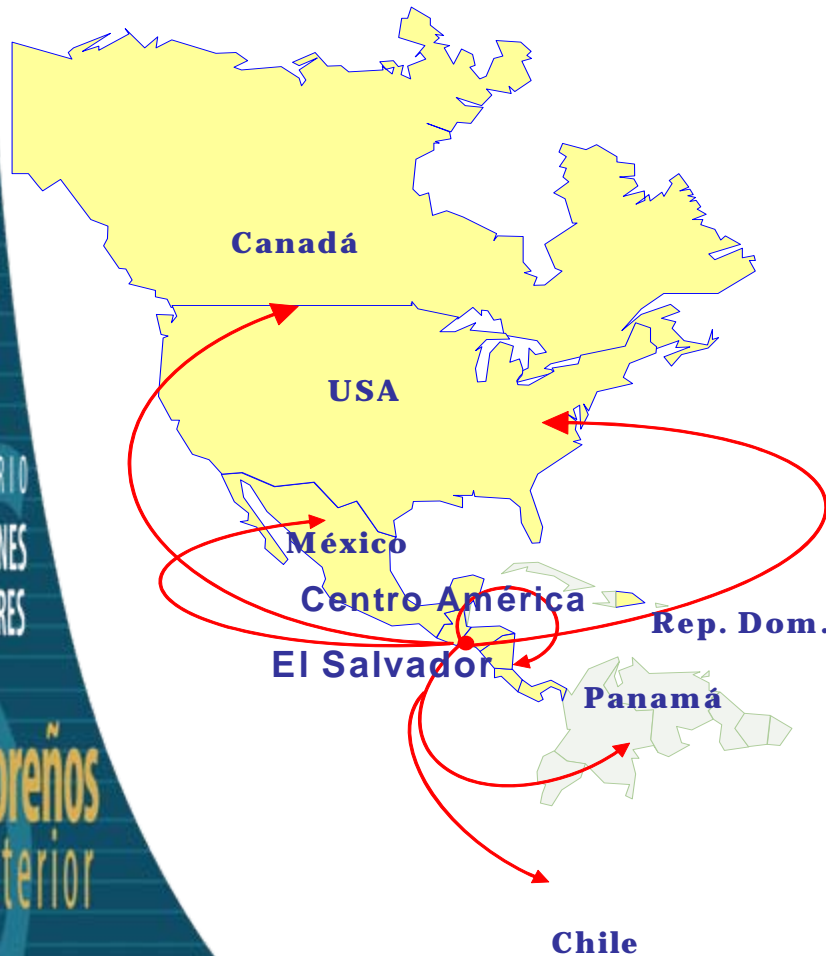 Canadá
USA
México
Centro América
Rep. Dom.
El Salvador
Panamá
Chile